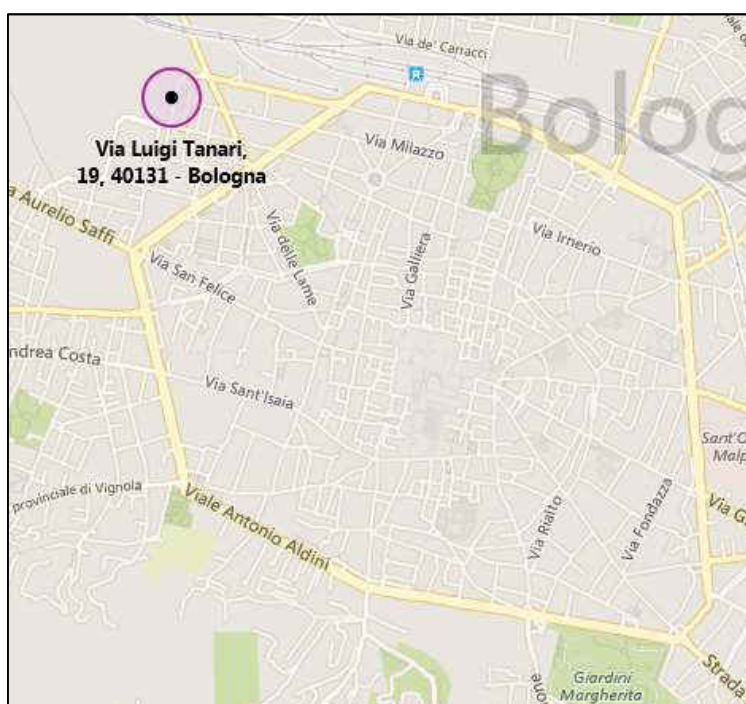 Via de' Carracci
Bolog
Via Luigi Tanari,
19, 40131 - Bologna
Via Milazzo
a Aurelio Saffi
Via delle Lame
Via Galliera
Via Irnerio
Via San Felice
ndrea Costa
Via Sant'Isaia
Sant'O
Malp
provinciale di Vignola
Viale Antonio Aldini
Via Rialto
Via Fondazza
Via G
Giardini
Margherita
Strada
one